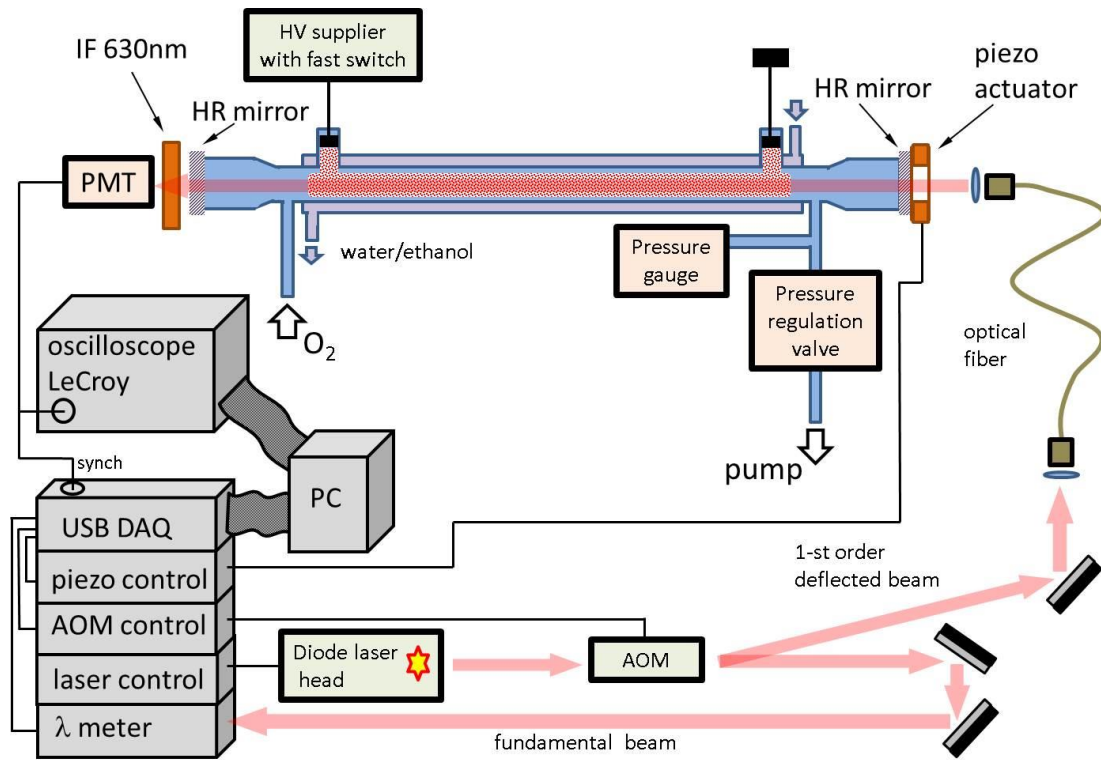 HV supplier
with fast switch
IF 630nm
HR mirror
HR mirror
piezo
actuator
PMT
water/ethanol
Pressure
gauge
Pressure
regulation
valve
O2
pump
optical
fiber
oscilloscope
LeCroy
synch
PC
USB DAQ
piezo control
AOM control
laser control
λ meter
Diode laser
head
AOM
1-st order
deflected beam
fundamental beam